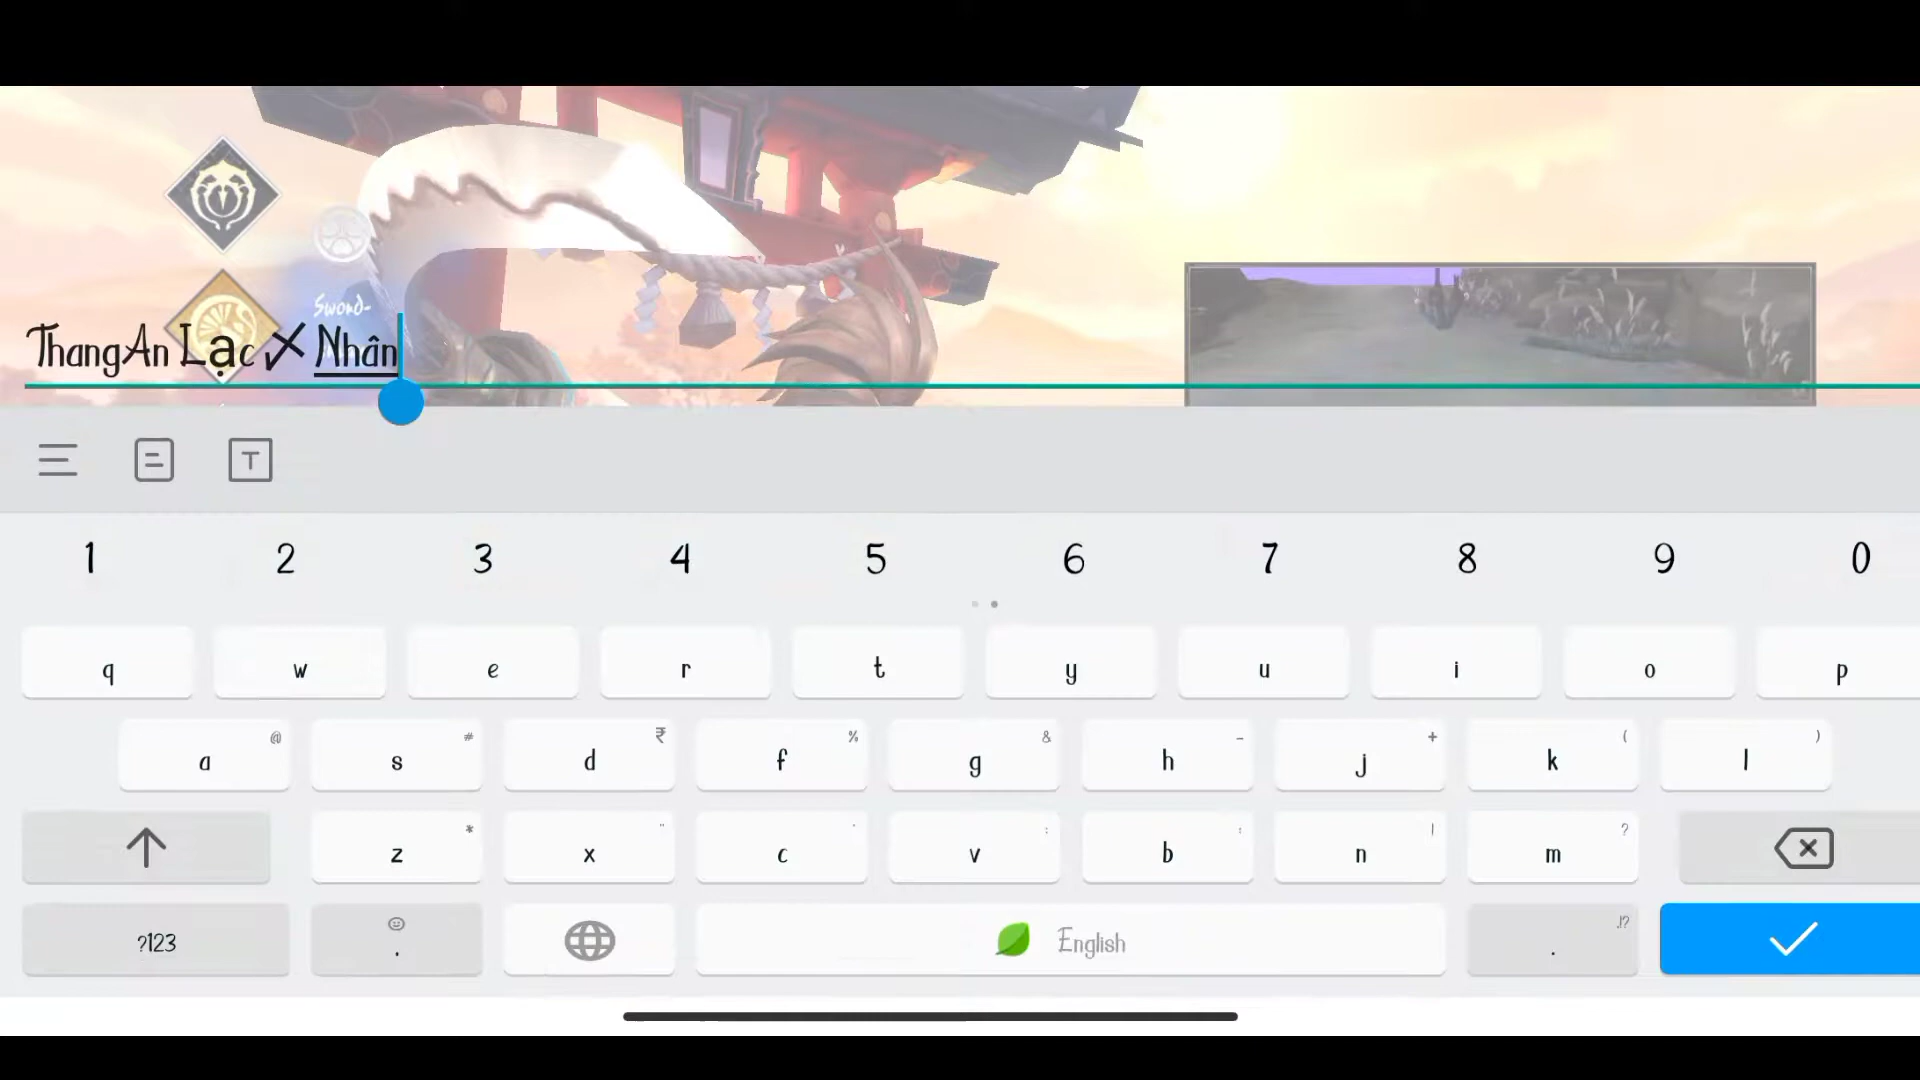 Sword-
ThangAn Lạc✓× Nhân
1 2 3 4 5 6 7 8 9 0
q w e r t y u i o p
@ # ₹ % & - + ( )
a s d f g h j k l
* " ' : ; ! ?
z x c v b n m
!?
?123 . English .